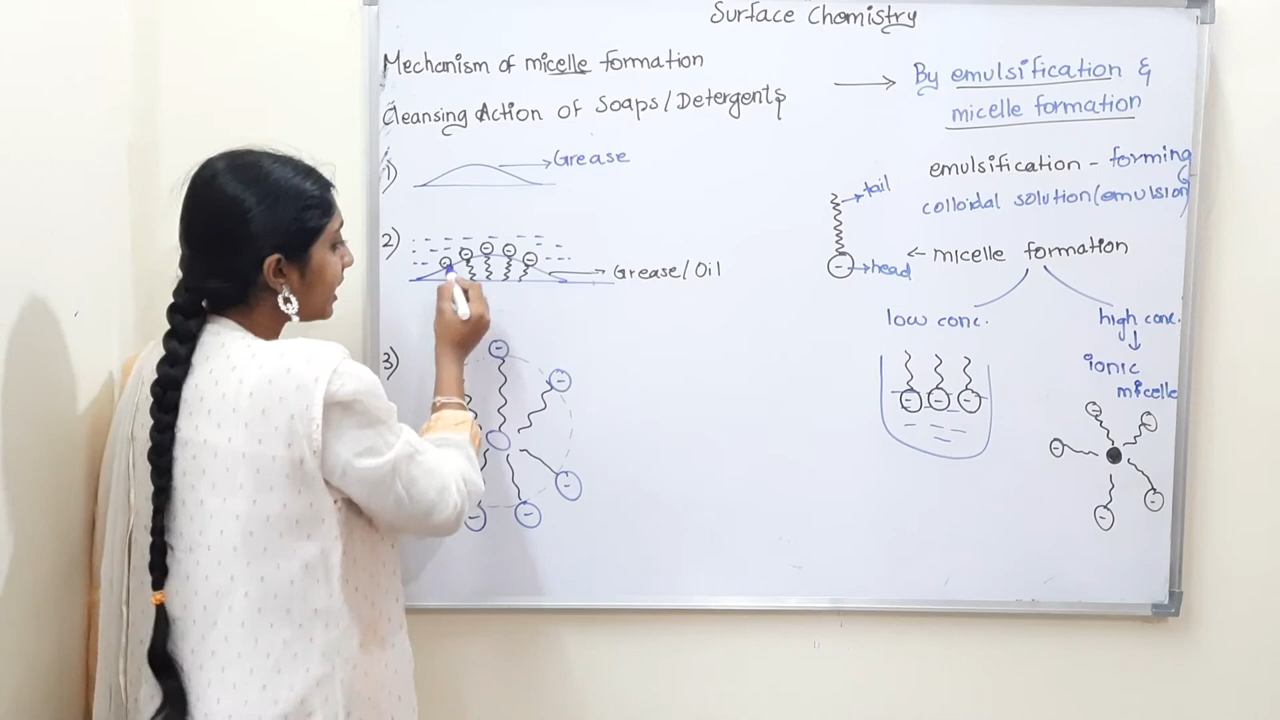 Surface Chemistry
Mechanism of micelle formation
Cleansing Action of Soaps/Detergents
By emulsification &
micelle formation
1)
Grease
2)
Grease/Oil
3)
emulsification - forming
colloidal solution (emulsion)
tail
head
micelle formation
low conc.
high conc.
ionic
micelle